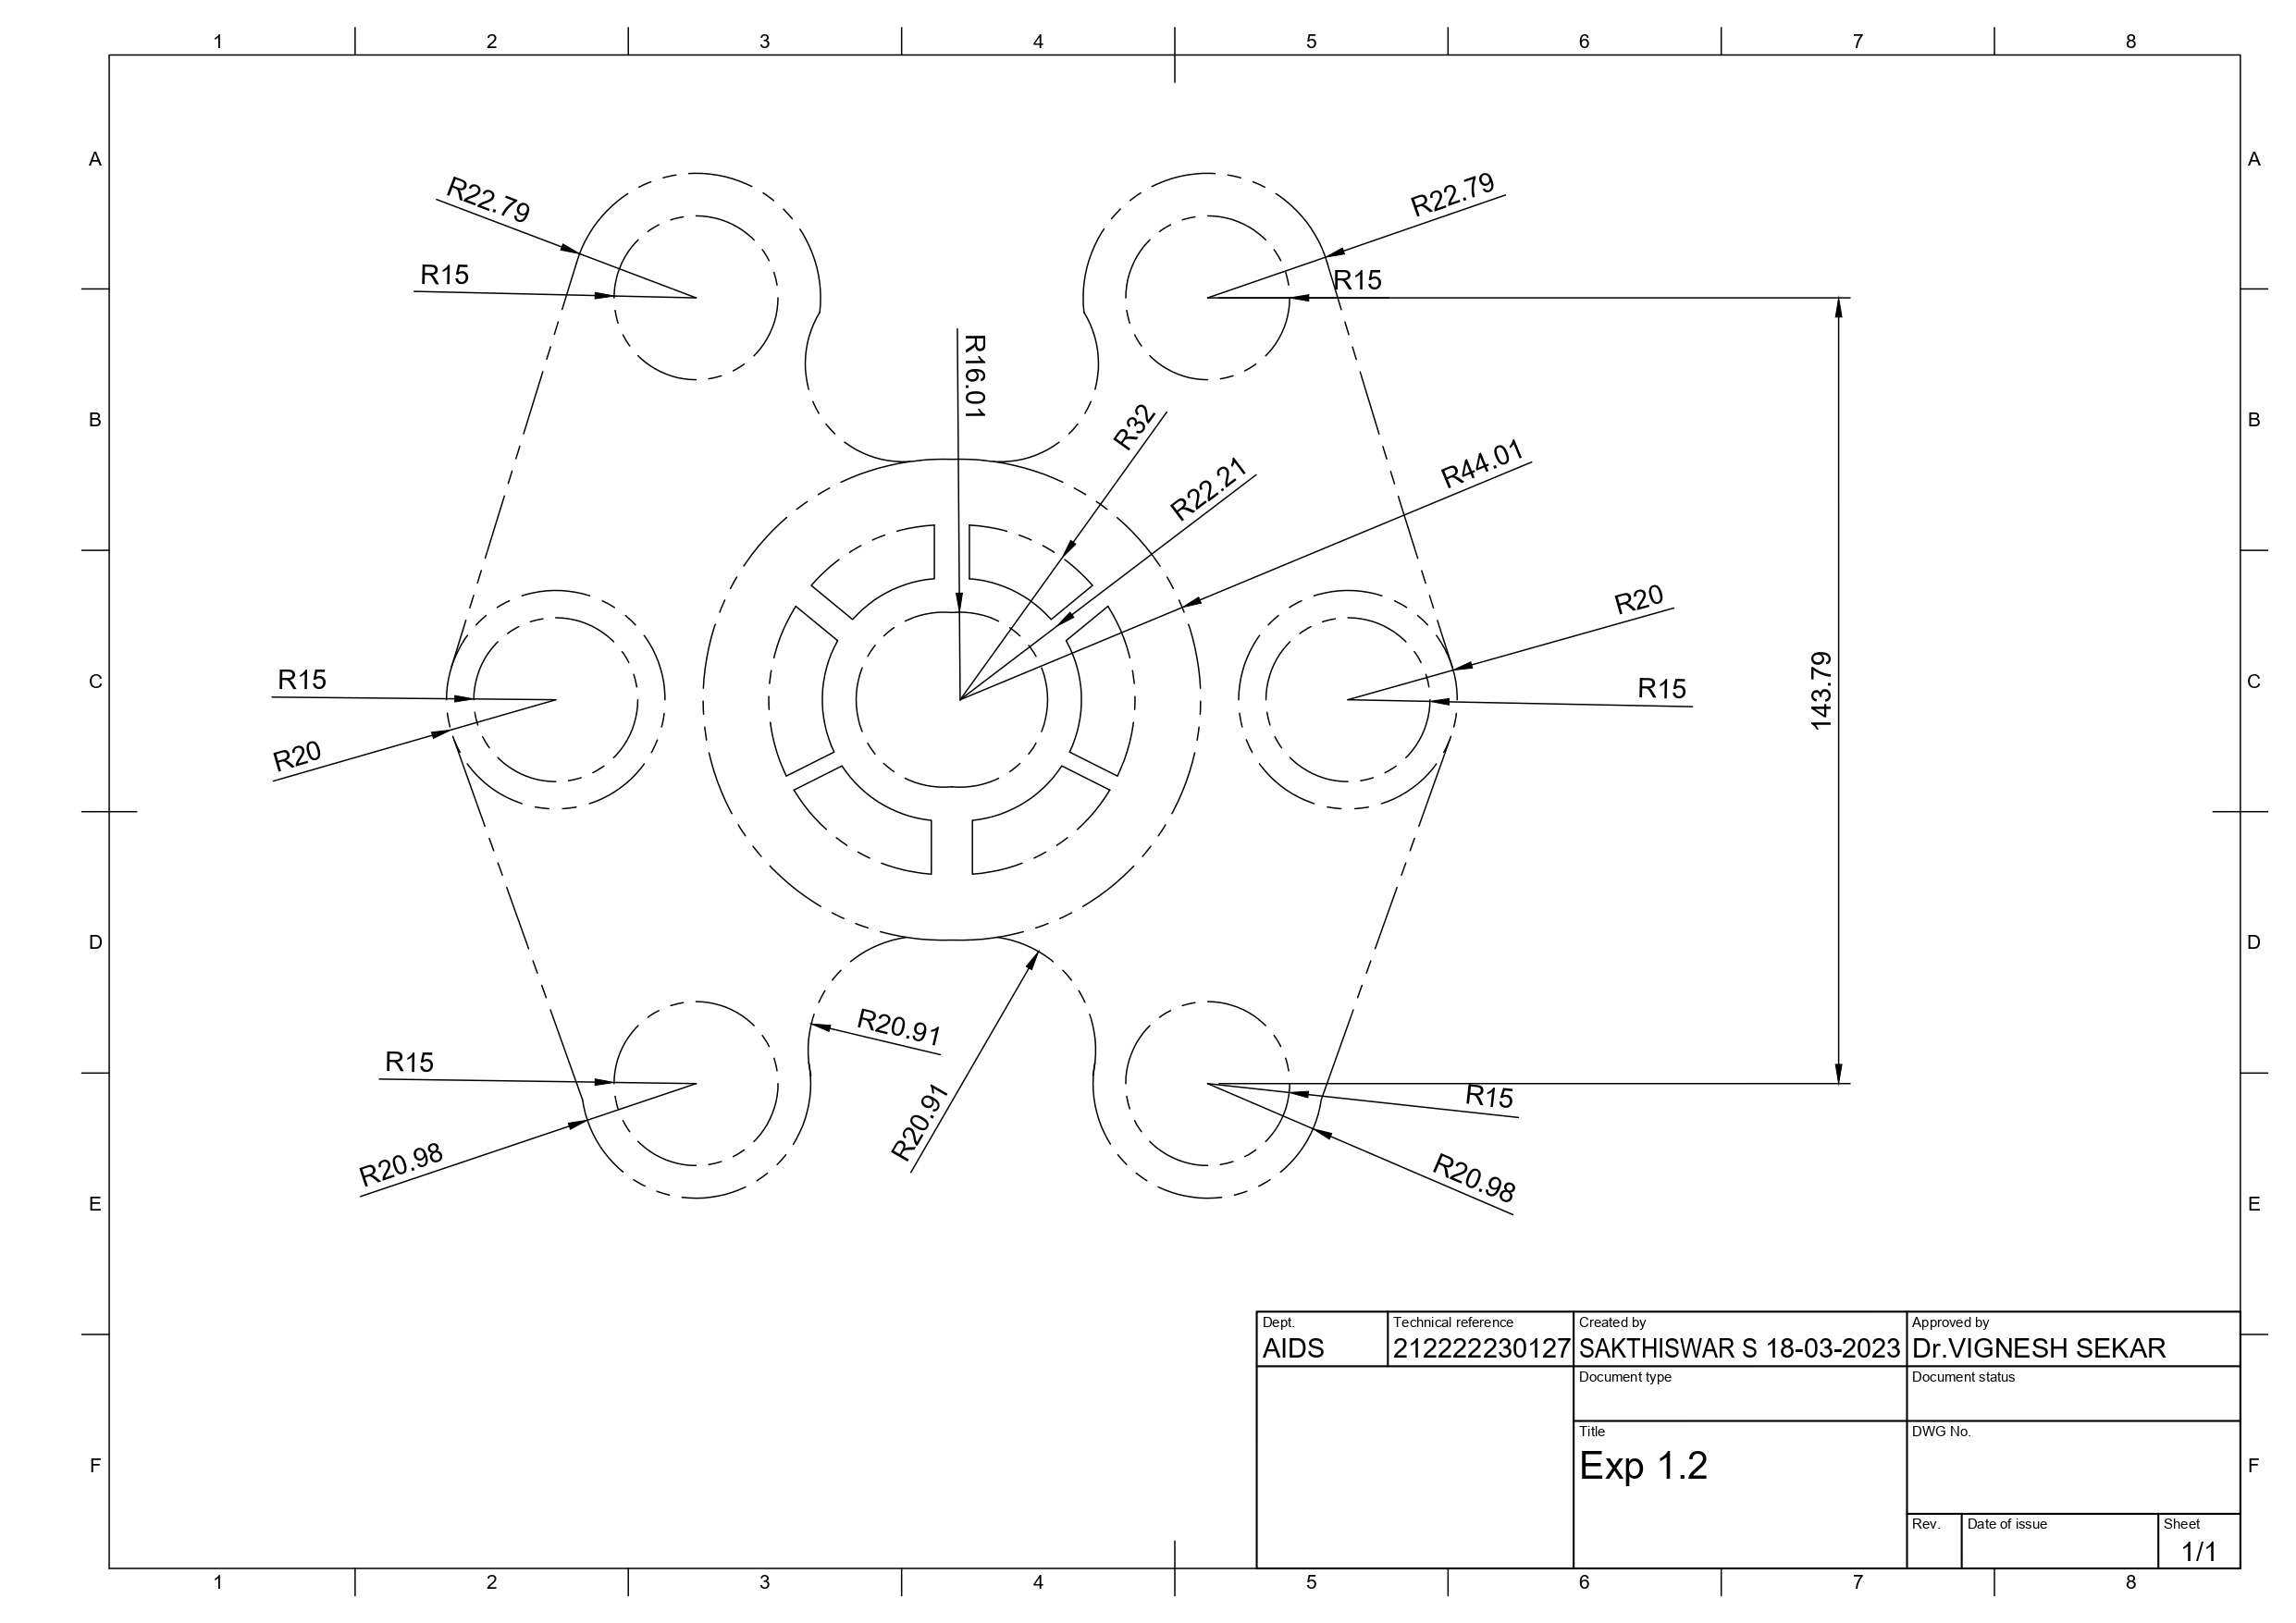 1 2 3 4 5 6 7 8
A A
R22.79 R22.79
R15 R15
B B
R16.01
R32
R22.21
R44.01
R20
C C
R15 R15
143.79
R20
D D
R20.91
R15
R20.91
R15
R20.98
R20.98
E E
Dept. Technical reference Created by Approved by
AIDS 212222230127 SAKTHISWAR S 18-03-2023 Dr.VIGNESH SEKAR
Document type Document status
Title DWG No.
Exp 1.2
F F
Rev. Date of issue Sheet
1/1
1 2 3 4 5 6 7 8